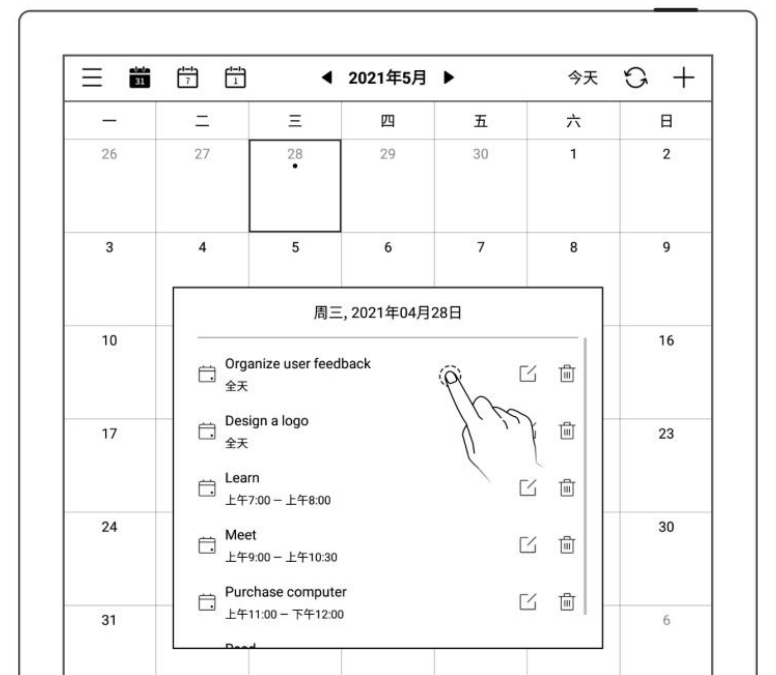 31 7 1 2021年5月 今天
一 二 三 四 五 六 日
26 27 28 29 30 1 2
3 4 5 6 7 8 9
周三, 2021年04月28日
10 16
Organize user feedback
全天
Design a logo
全天
17 23
Learn
上午7:00 – 上午8:00
24 30
Meet
上午9:00 – 上午10:30
Purchase computer
上午11:00 – 下午12:00
31 6